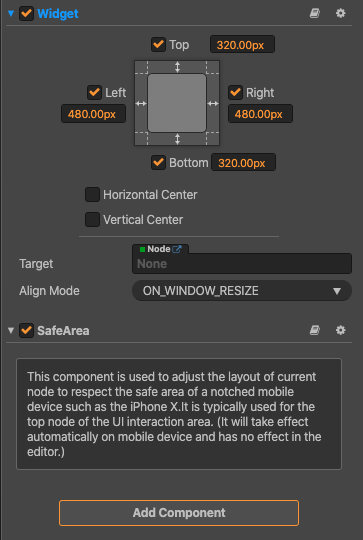 Widget
Top 320.00px
Left Right
480.00px 480.00px
Bottom 320.00px
Horizontal Center
Vertical Center
Node
Target None
Align Mode ON_WINDOW_RESIZE
SafeArea
This component is used to adjust the layout of current
node to respect the safe area of a notched mobile
device such as the iPhone X.It is typically used for the
top node of the UI interaction area. (It will take effect
automatically on mobile device and has no effect in the
editor.)
Add Component